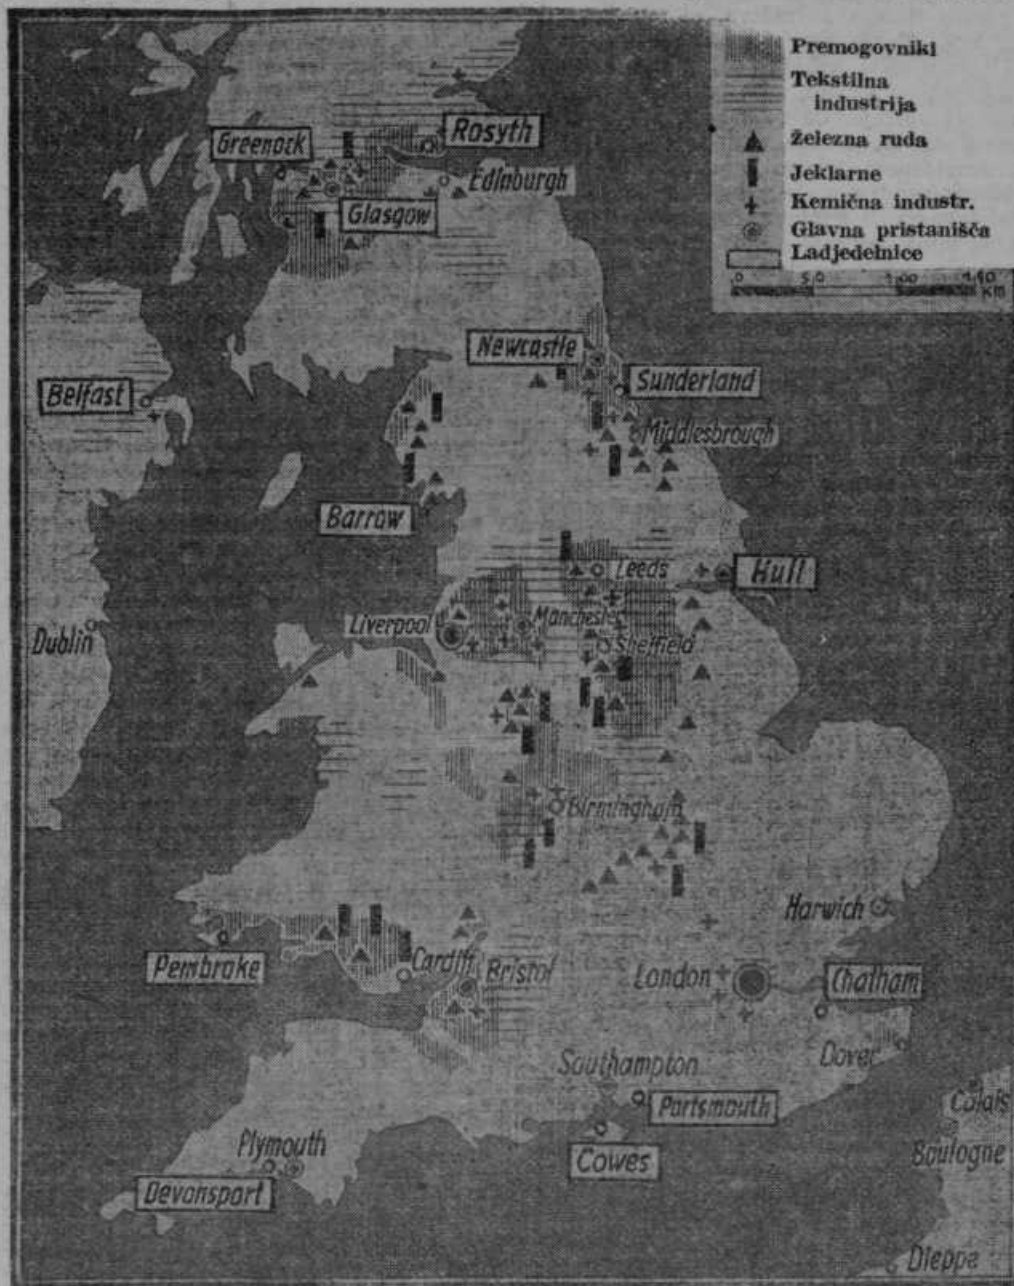 Premogovniki
Tekstilna
industrija
Železna ruda
Jeklarne
Kemična industr.
Glavna pristanišča
Ladjedelnice
0 50 100
KM
Rosyth
Greenock
Edinburgh
Glasgow
Newcastle
Sunderland
Belfast
Middlesbrough
Barrow
Leeds
Hull
Liverpool
Manchester
Dublin
Sheffield
Birmingham
Harwich
Pembroke
Cardiff
Bristol
London
Chatham
Dover
Southampton
Portsmouth
Calais
Plymouth
Cowes
Boulogne
Devonsport
Dieppe